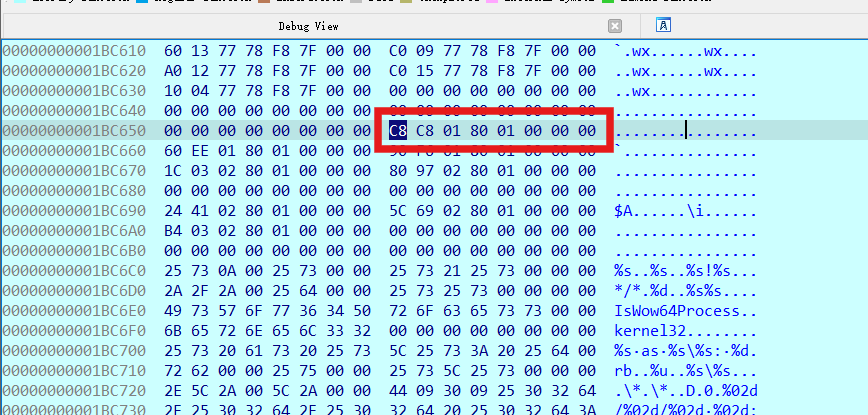 Debug View
00000000001BC610 60 13 77 78 F8 7F 00 00 C0 09 77 78 F8 7F 00 00 `.wx......wx....
00000000001BC620 A0 12 77 78 F8 7F 00 00 C0 15 77 78 F8 7F 00 00 ..wx......wx....
00000000001BC630 10 04 77 78 F8 7F 00 00 00 00 00 00 00 00 00 00 ..wx............
00000000001BC640 00 00 00 00 00 00 00 00 00 00 00 00 00 00 00 00 ................
00000000001BC650 00 00 00 00 00 00 00 00 C8 C8 01 80 01 00 00 00 ................
00000000001BC660 60 EE 01 80 01 00 00 00 01 80 01 00 00 00 `...............
00000000001BC670 1C 03 02 80 01 00 00 00 80 97 02 80 01 00 00 00 ................
00000000001BC680 00 00 00 00 00 00 00 00 00 00 00 00 00 00 00 00 ................
00000000001BC690 24 41 02 80 01 00 00 00 5C 69 02 80 01 00 00 00 $A......\i......
00000000001BC6A0 B4 03 02 80 01 00 00 00 00 00 00 00 00 00 00 00 ................
00000000001BC6B0 00 00 00 00 00 00 00 00 00 00 00 00 00 00 00 00 ................
00000000001BC6C0 25 73 0A 00 25 73 00 00 25 73 21 25 73 00 00 00 %s..%s..%s!%s...
00000000001BC6D0 2A 2F 2A 00 25 64 00 00 25 73 25 73 00 00 00 00 */*.%d..%s%s....
00000000001BC6E0 49 73 57 6F 77 36 34 50 72 6F 63 65 73 73 00 00 IsWow64Process..
00000000001BC6F0 6B 65 72 6E 65 6C 33 32 00 00 00 00 00 00 00 00 kernel32........
00000000001BC700 25 73 20 61 73 20 25 73 5C 25 73 3A 20 25 64 00 %s·as·%s\%s:·%d.
00000000001BC710 72 62 00 00 25 75 00 00 25 73 5C 25 73 00 00 00 rb..%u..%s\%s...
00000000001BC720 2E 5C 2A 00 5C 2A 00 00 44 09 30 09 25 30 32 64 .\*.\*..D.0.%02d
00000000001BC730 2F 25 30 32 64 2F 25 30 32 64 20 25 30 32 64 3A /%02d/%02d·%02d: